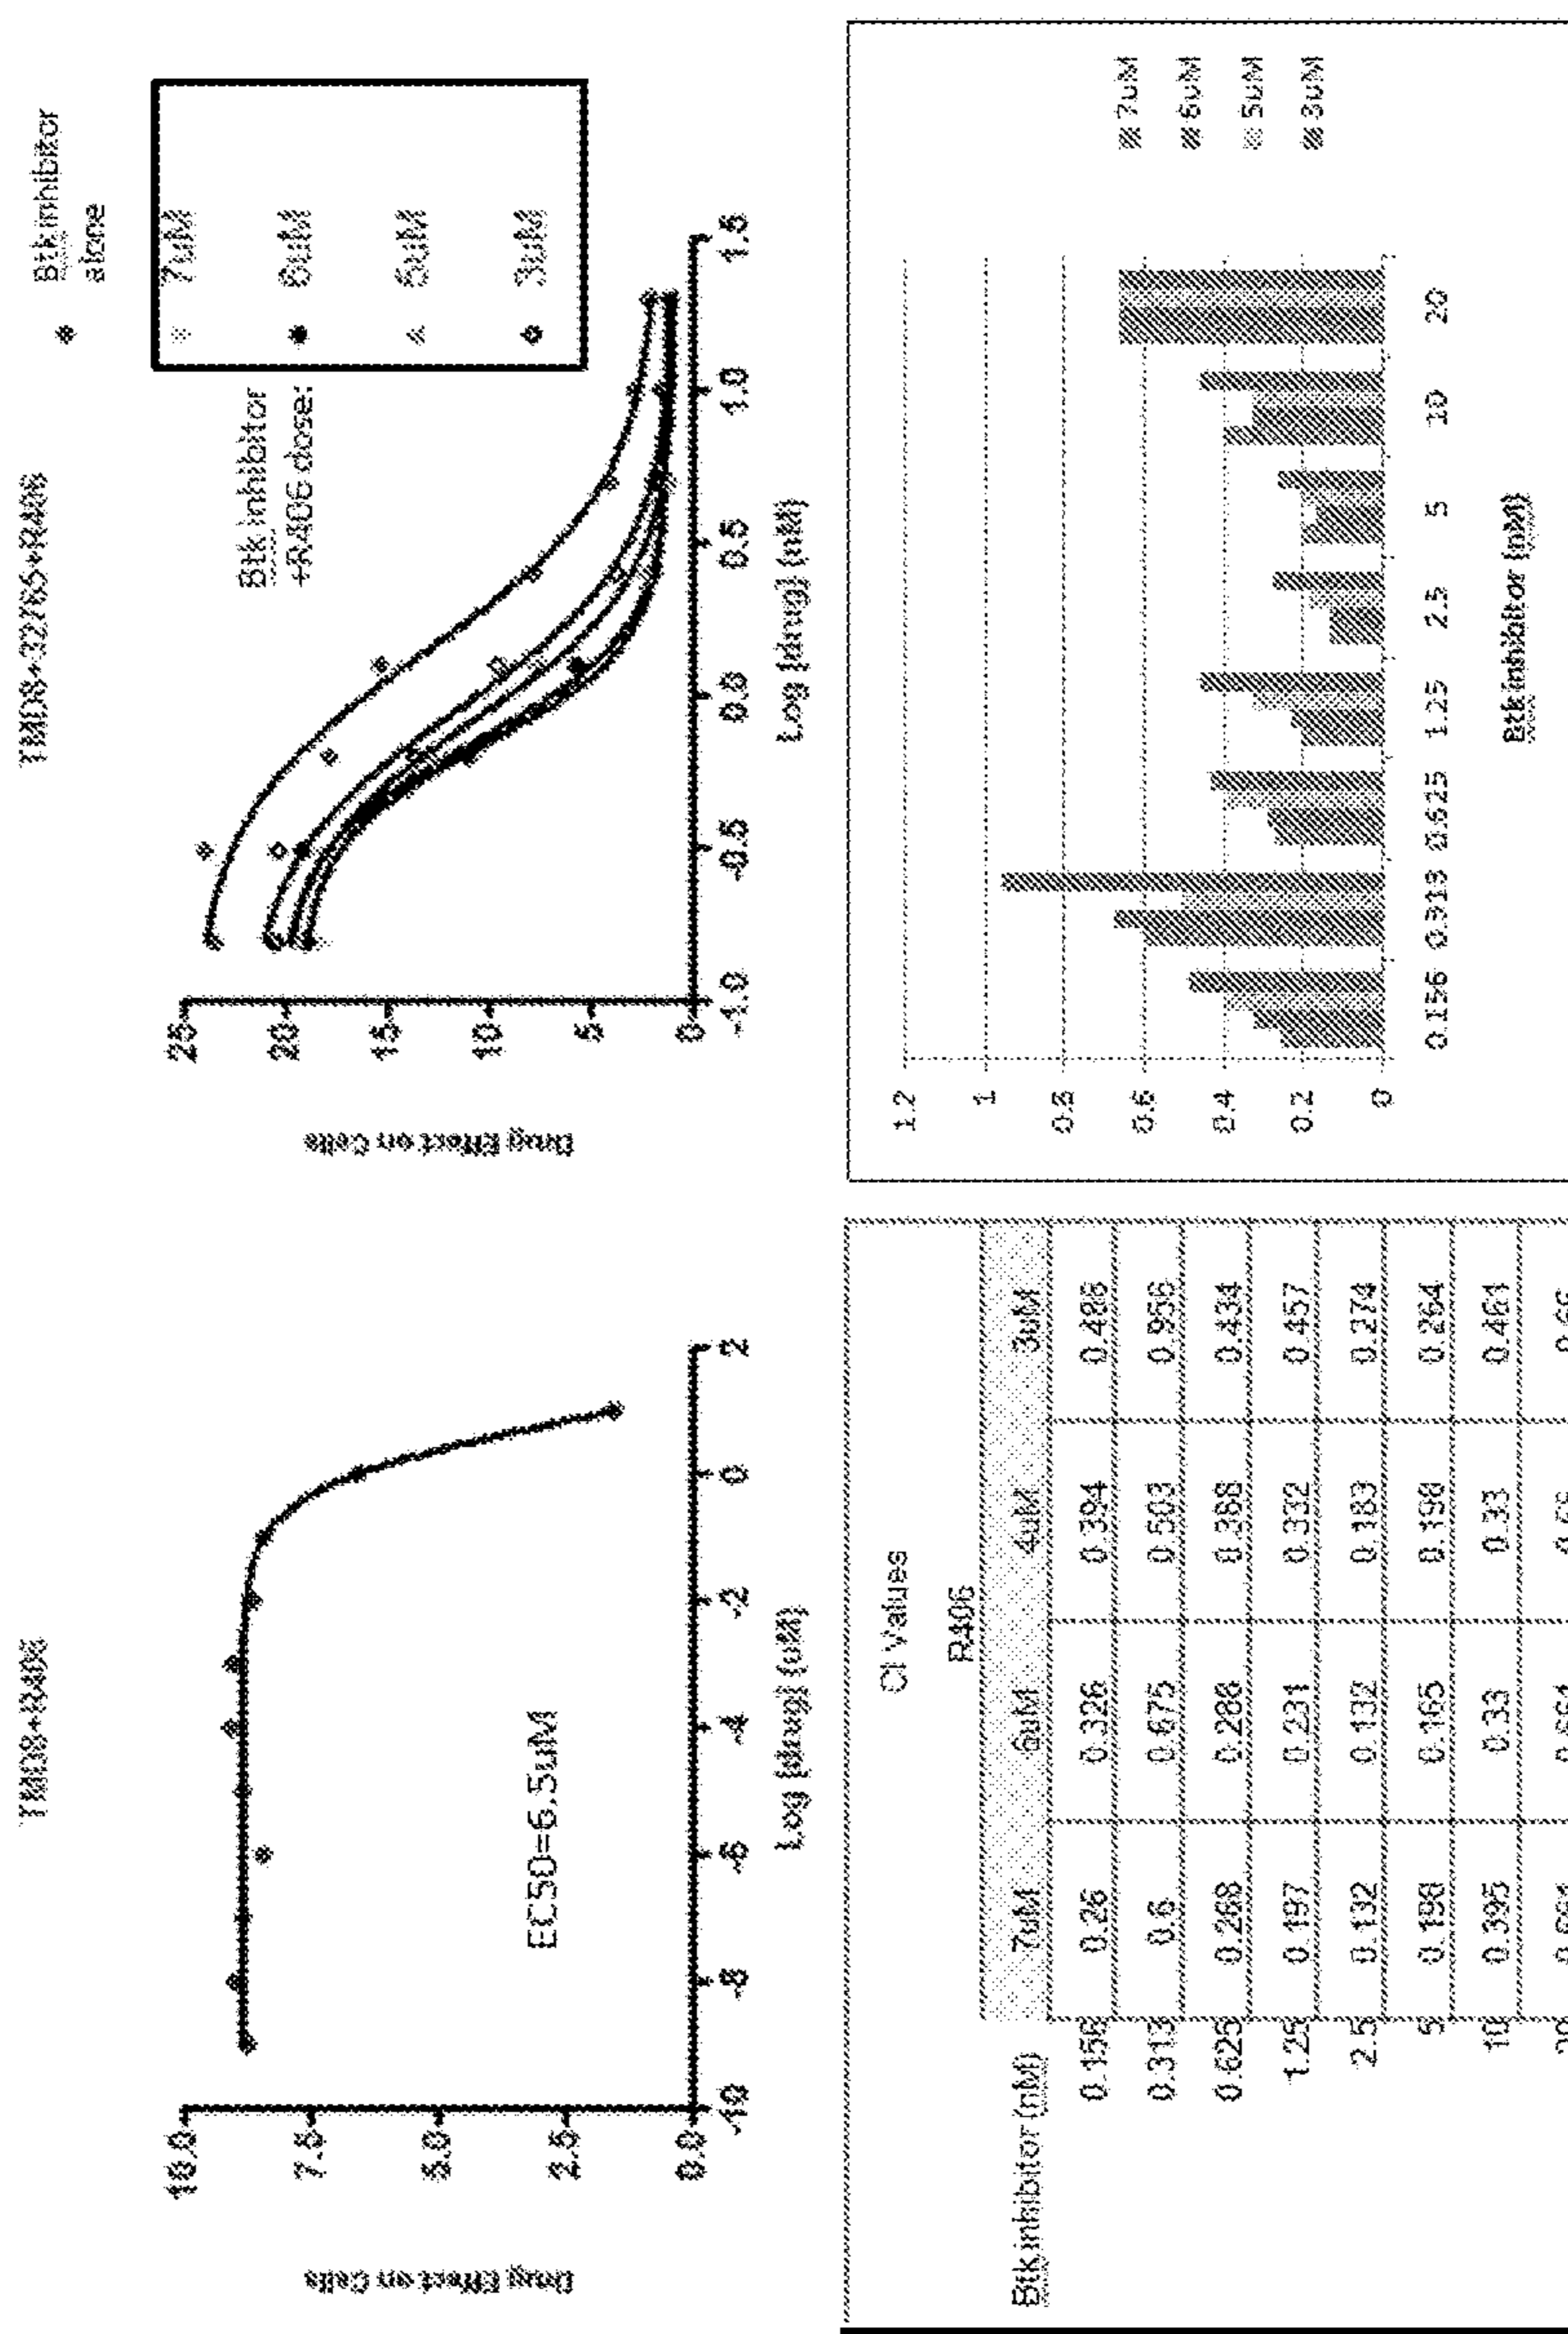 TMD8+R406
Drug Effect on Cells
10.0
7.5
5.0
2.5
0.0
EC50=6.5uM
-10 -8 -6 -4 -2 0 2
Log [drug] (uM)
TMD8+32765+R406
Btk inhibitor
alone
Btk inhibitor
+R406 dose:
7uM
6uM
5uM
3uM
Drug Effect on Cells
25
20
15
10
5
0
-1.0 -0.5 0.0 0.5 1.0 1.5
Log [drug] (nM)
CI Values
R406
Btk inhibitor (nM) 7uM 6uM 4uM 3uM
0.156 0.26 0.326 0.394 0.486
0.313 0.6 0.675 0.503 0.956
0.625 0.268 0.288 0.388 0.434
1.25 0.197 0.231 0.332 0.457
2.5 0.132 0.132 0.183 0.274
5 0.198 0.165 0.198 0.264
10 0.395 0.33 0.33 0.461
1.2
1
0.8
0.6
0.4
0.2
0
0.156 0.313 0.625 1.25 2.5 5 10 20
Btk inhibitor (nM)
7uM
6uM
5uM
3uM